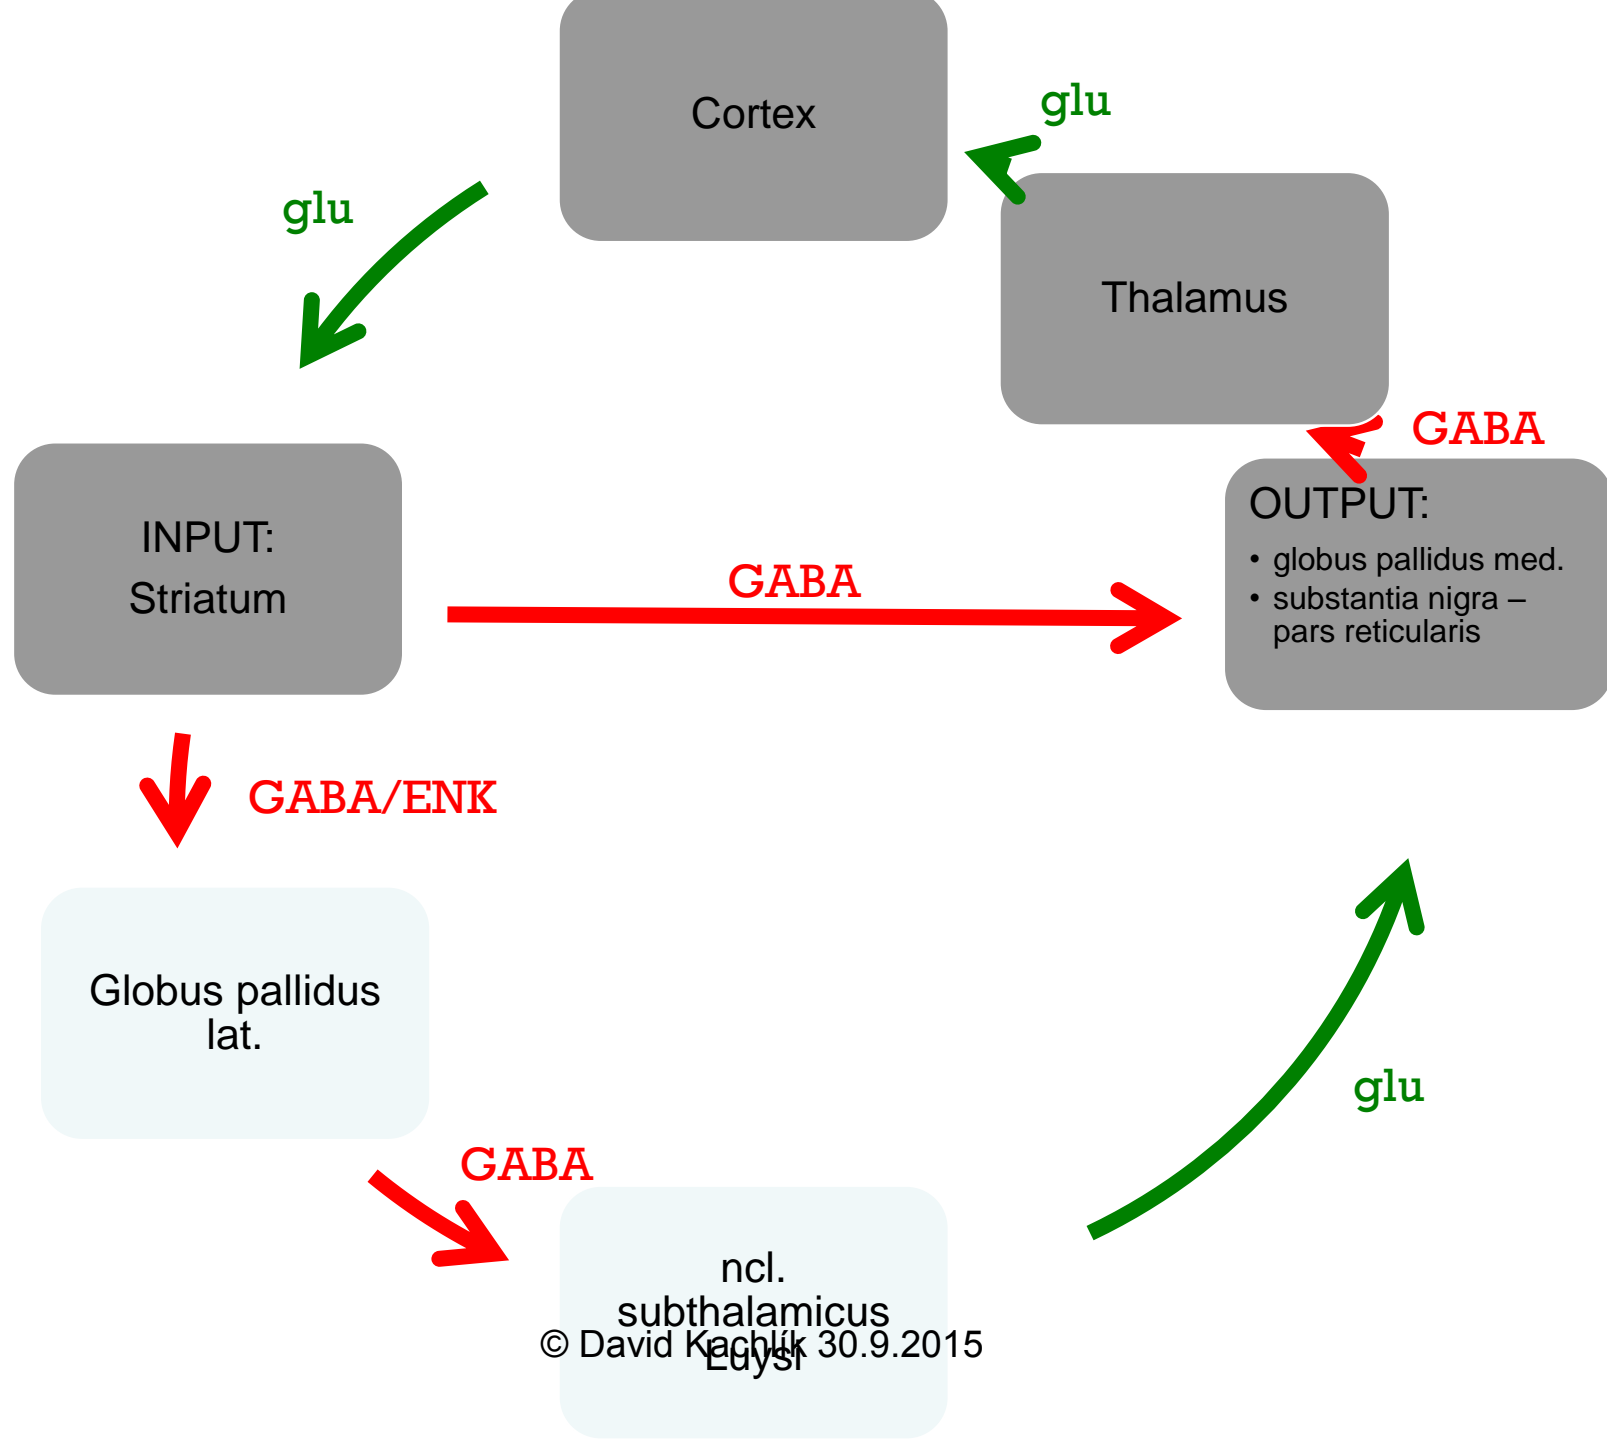 Cortex
glu
glu
Thalamus
GABA
INPUT:
Striatum
GABA
OUTPUT:
• globus pallidus med.
• substantia nigra –
pars reticularis
GABA/ENK
Globus pallidus
lat.
glu
GABA
ncl.
subthalamicus
Luysi
© David Kachlík 30.9.2015